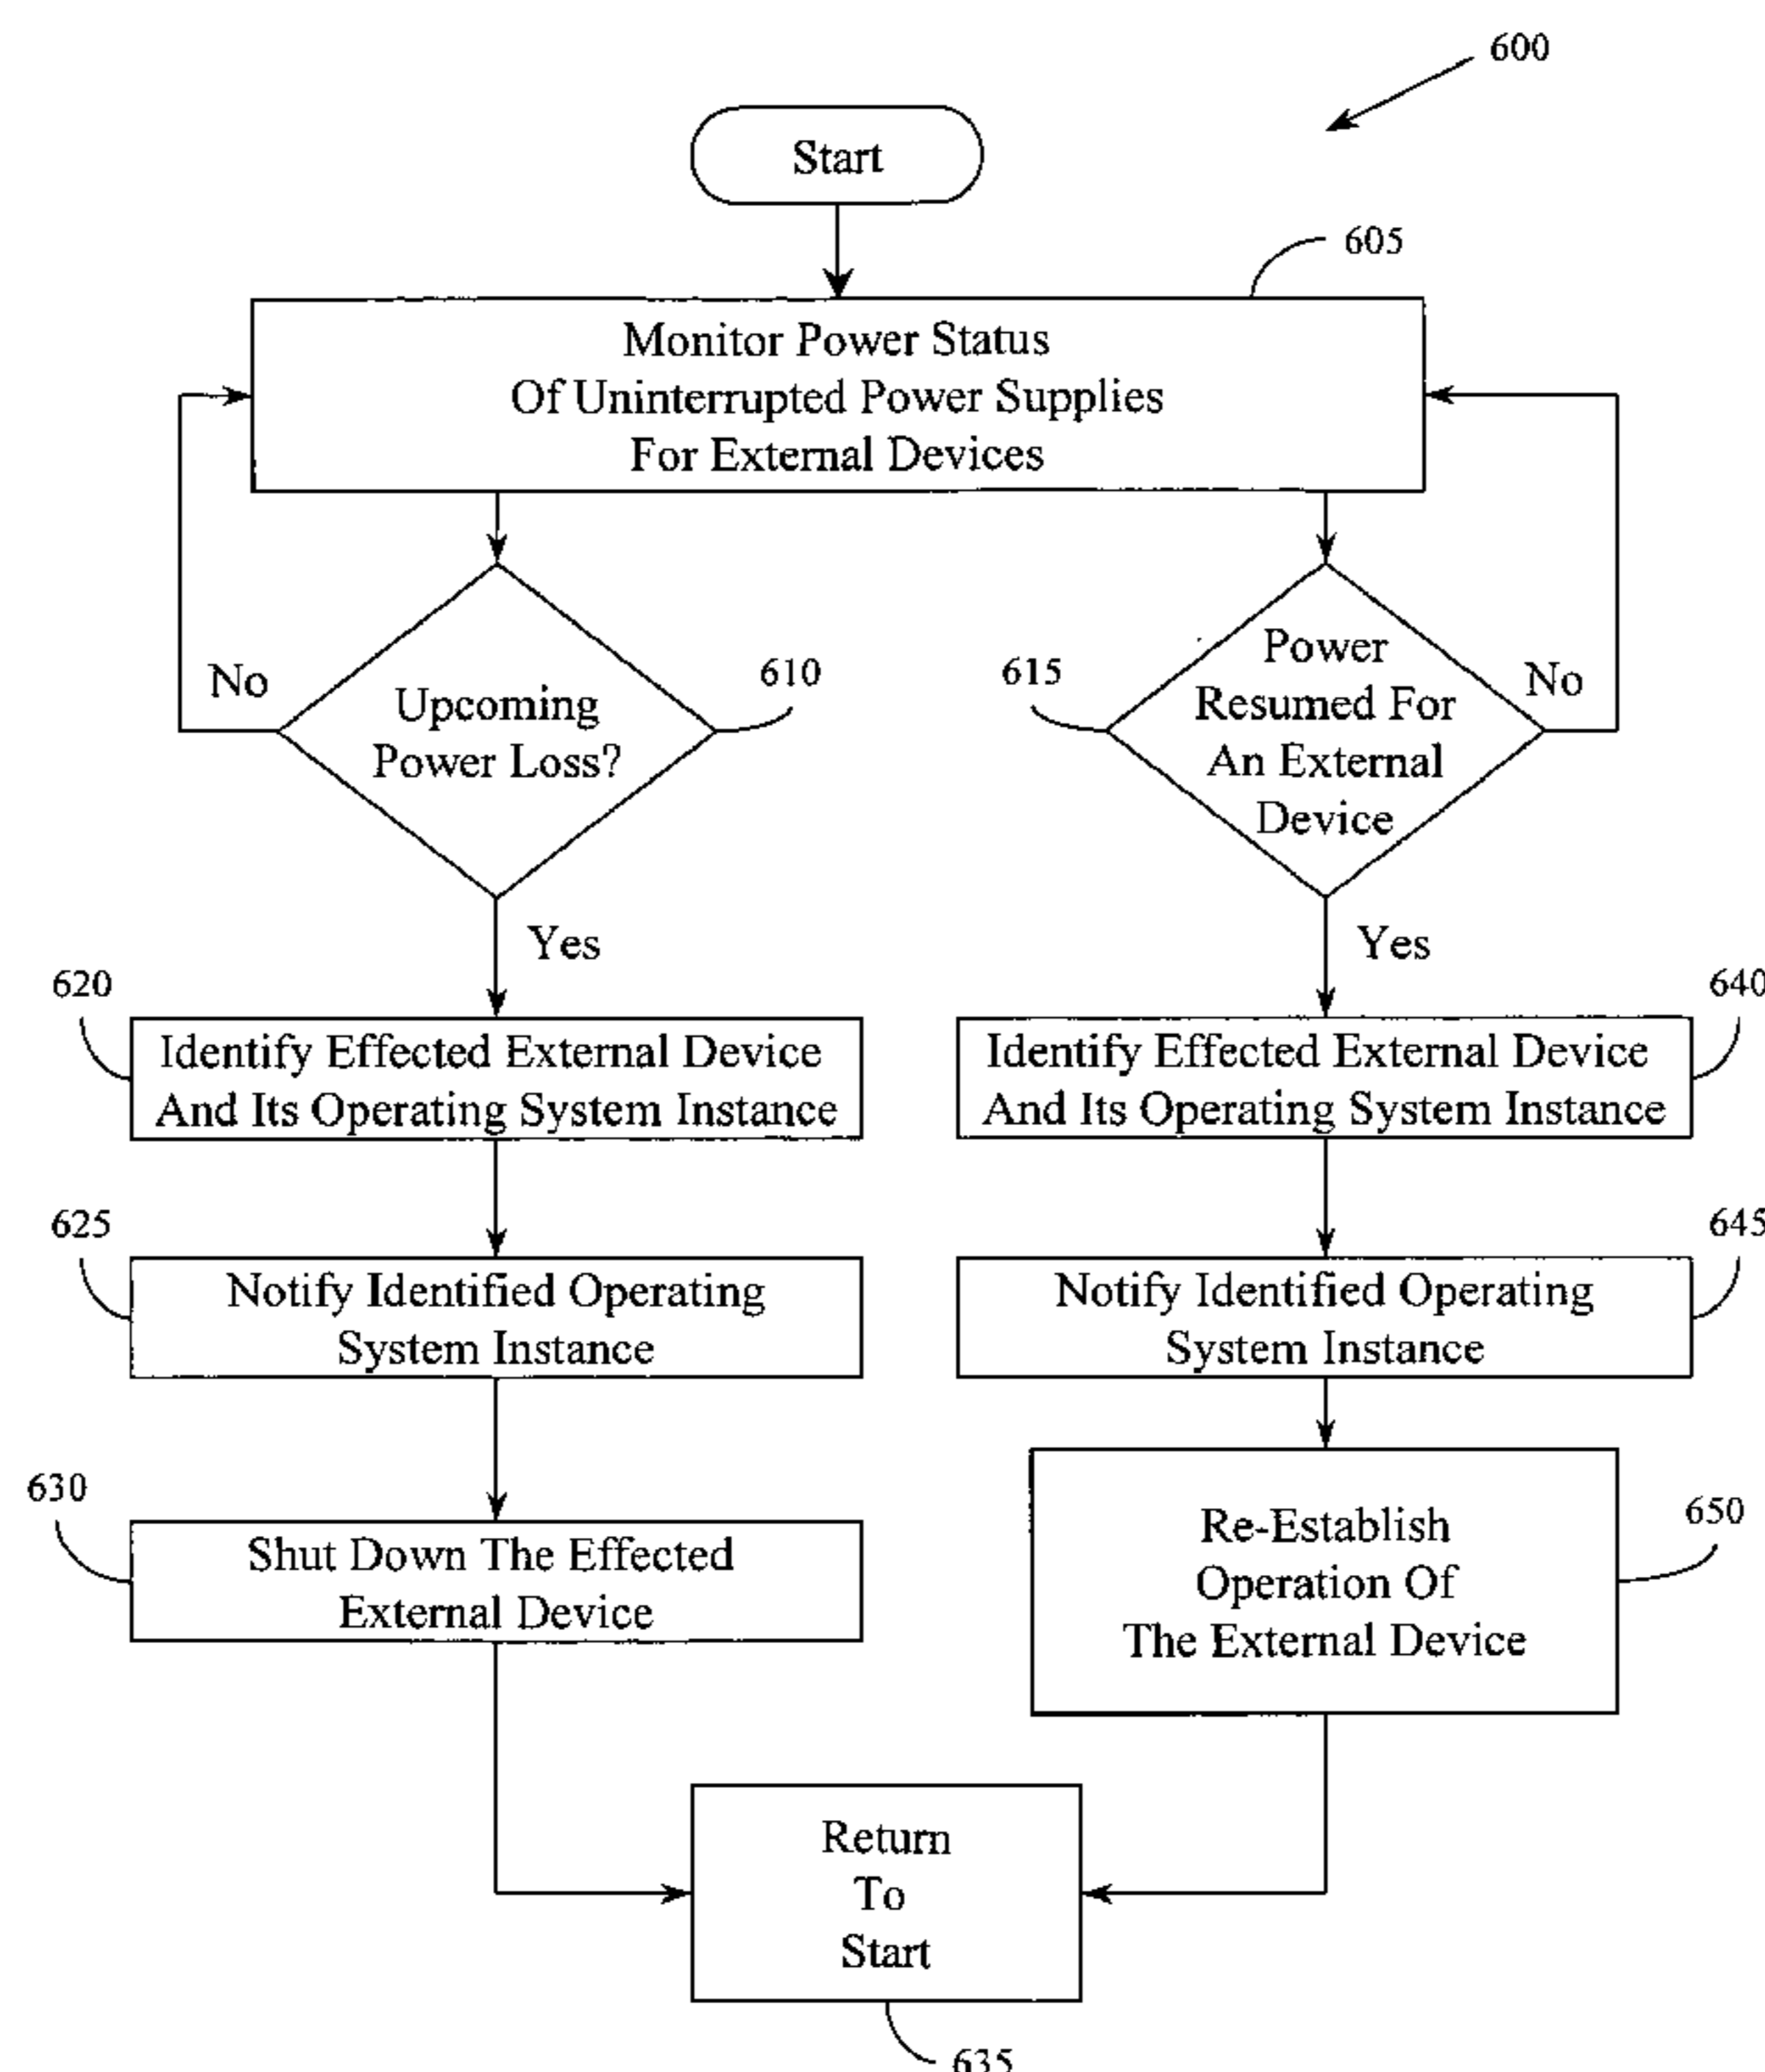 600
Start
605
Monitor Power Status
Of Uninterrupted Power Supplies
For External Devices
No
Upcoming
Power Loss?
610
615
Power
Resumed For
An External
Device
No
Yes
Yes
620
Identify Effected External Device
And Its Operating System Instance
640
Identify Effected External Device
And Its Operating System Instance
625
Notify Identified Operating
System Instance
645
Notify Identified Operating
System Instance
630
Shut Down The Effected
External Device
650
Re-Establish
Operation Of
The External Device
Return
To
Start
635